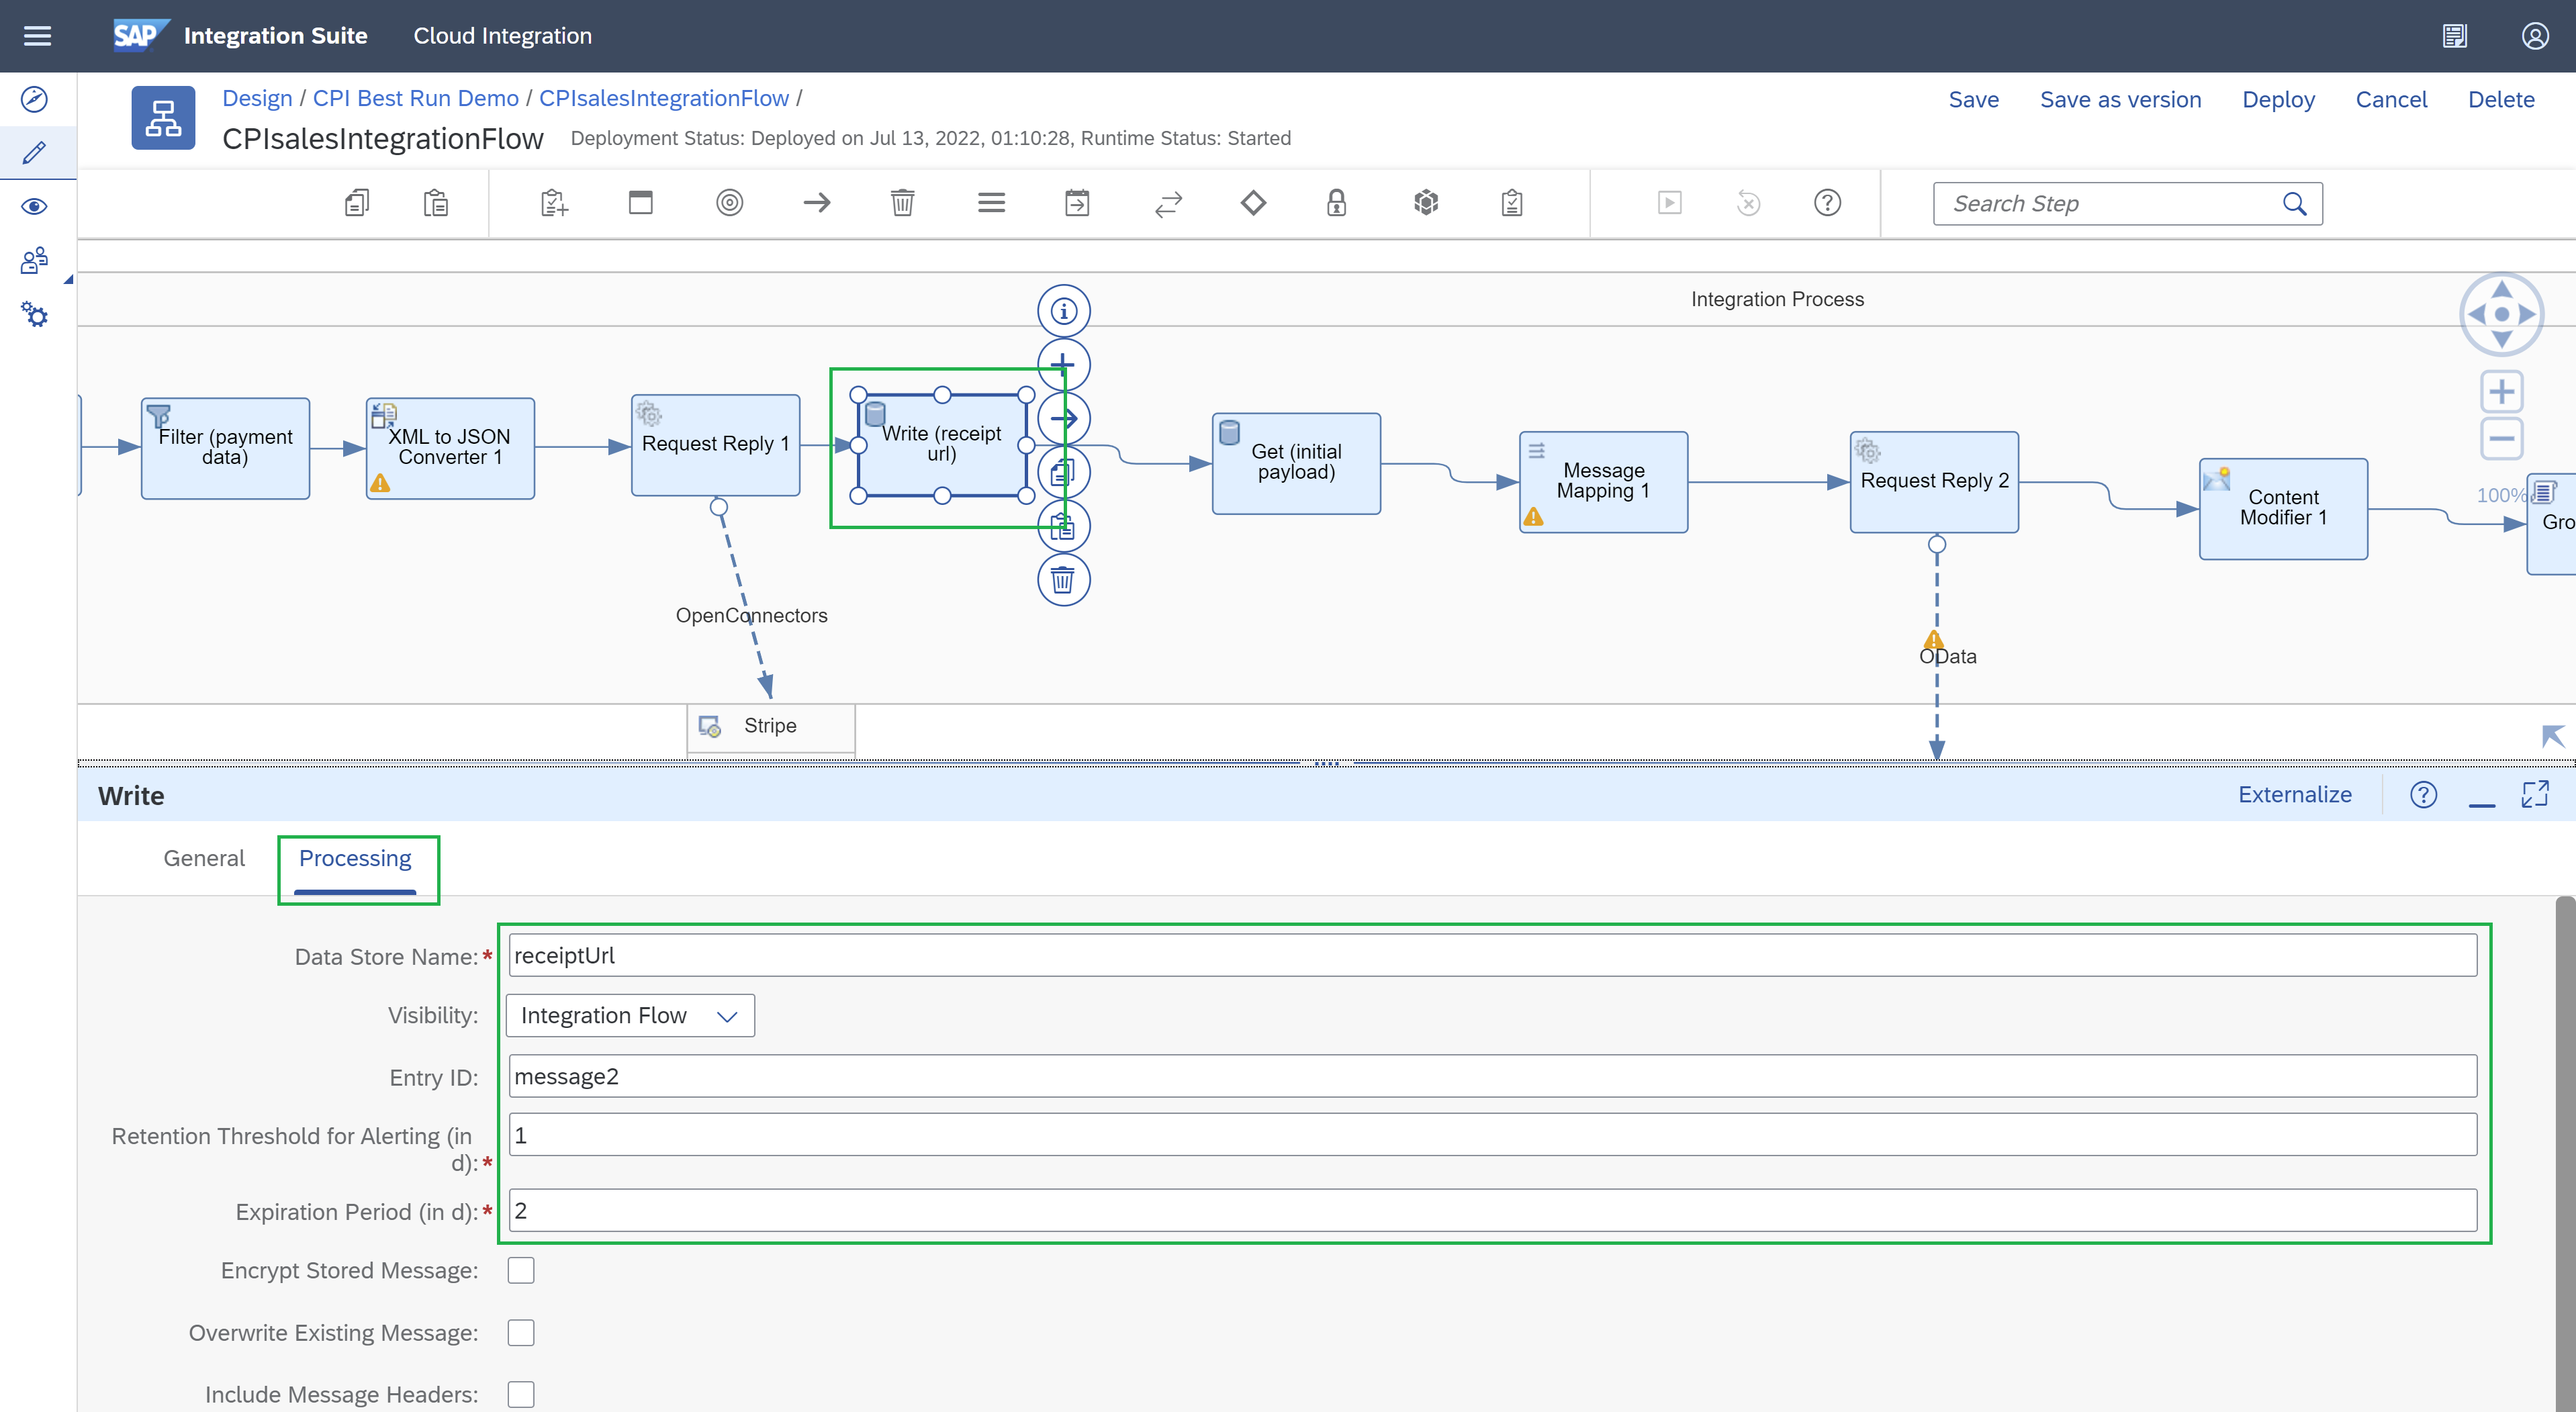 SAP Integration Suite Cloud Integration
Design / CPI Best Run Demo / CPIsalesIntegrationFlow /
CPIsalesIntegrationFlow Deployment Status: Deployed on Jul 13, 2022, 01:10:28, Runtime Status: Started
Save Save as version Deploy Cancel Delete
Search Step
Integration Process
Filter (payment
data)
XML to JSON
Converter 1
Request Reply 1
Write (receipt
url)
Get (initial
payload)
Message
Mapping 1
Request Reply 2
Content
Modifier 1
100%
Gro
OpenConnectors
OData
Stripe
Write
Externalize
General Processing
Data Store Name:* receiptUrl
Visibility: Integration Flow
Entry ID: message2
Retention Threshold for Alerting (in
d):* 1
Expiration Period (in d):* 2
Encrypt Stored Message:
Overwrite Existing Message:
Include Message Headers: